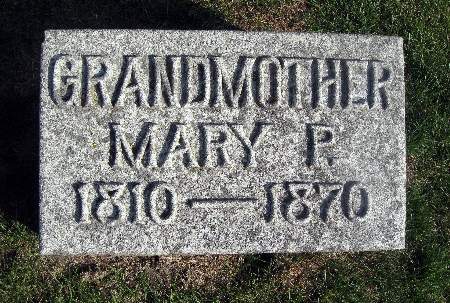 GRANDMOTHER
MARY P.
1810—1870